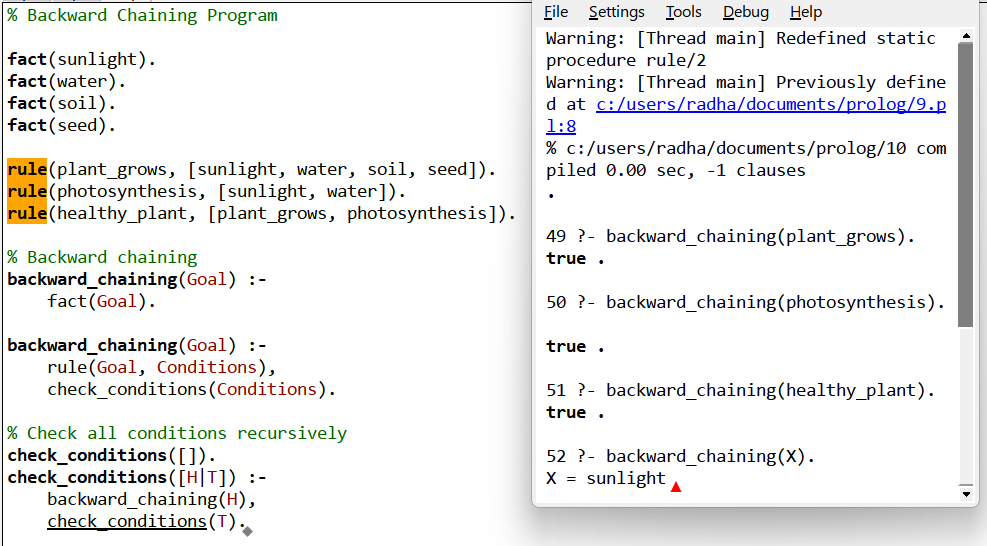 % Backward Chaining Program
fact(sunlight).
fact(water).
fact(soil).
fact(seed).
rule(plant_grows, [sunlight, water, soil, seed]).
rule(photosynthesis, [sunlight, water]).
rule(healthy_plant, [plant_grows, photosynthesis]).
% Backward chaining
backward_chaining(Goal) :-
    fact(Goal).
backward_chaining(Goal) :-
    rule(Goal, Conditions),
    check_conditions(Conditions).
% Check all conditions recursively
check_conditions([]).
check_conditions([H|T]) :-
    backward_chaining(H),
    check_conditions(T).
File Settings Tools Debug Help
Warning: [Thread main] Redefined static
procedure rule/2
Warning: [Thread main] Previously define
d at c:/users/radha/documents/prolog/9.p
l:8
% c:/users/radha/documents/prolog/10 com
piled 0.00 sec, -1 clauses
.
49 ?- backward_chaining(plant_grows).
true .
50 ?- backward_chaining(photosynthesis).
true .
51 ?- backward_chaining(healthy_plant).
true .
52 ?- backward_chaining(X).
X = sunlight